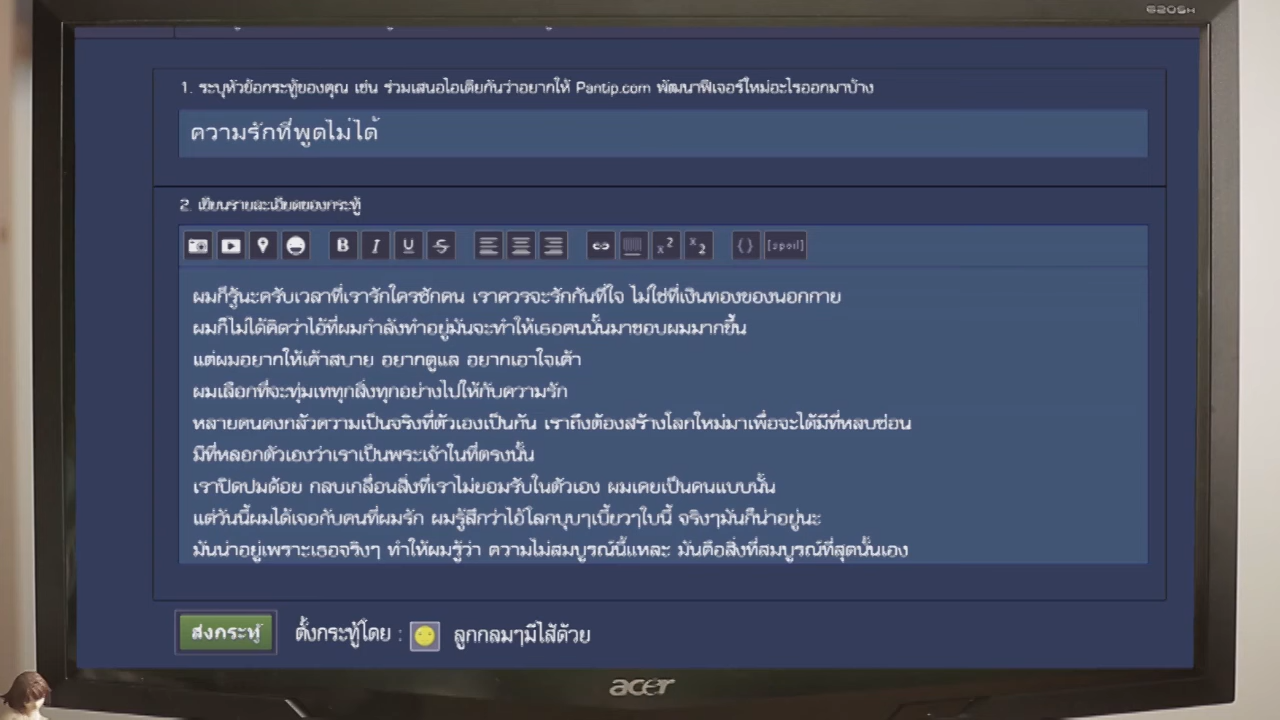 G205H
1. ระบุหัวข้อกระทู้ของคุณ เช่น ร่วมเสนอไอเดียกันว่าอยากให้ Pantip.com พัฒนาฟีเจอร์ใหม่อะไรออกมาบ้าง
ความรักที่พูดไม่ได้
2. เขียนรายละเอียดของกระทู้
B I U S x2 x2 {} [spoil]
ผมก็รู้นะครับเวลาที่เรารักใครซักคน เราควรจะรักกันที่ใจ ไม่ใช่ที่เงินทองของนอกกาย
ผมก็ไม่ได้คิดว่าไอ้ที่ผมกำลังทำอยู่มันจะทำให้เธอคนนั้นมาชอบผมมากขึ้น
แต่ผมอยากให้เค้าสบาย อยากดูแล อยากเอาใจเค้า
ผมเลือกที่จะทุ่มเททุกสิ่งทุกอย่างไปให้กับความรัก
หลายคนคงกลัวความเป็นจริงที่ตัวเองเป็นกัน เราถึงต้องสร้างโลกใหม่มาเพื่อจะได้มีที่หลบซ่อน
มีที่หลอกตัวเองว่าเราเป็นพระเจ้าในที่ตรงนั้น
เราปิดปมด้อย กลบเกลื่อนสิ่งที่เราไม่ยอมรับในตัวเอง ผมเคยเป็นคนแบบนั้น
แต่วันนี้ผมได้เจอกับคนที่ผมรัก ผมรู้สึกว่าไอ้โลกบุบๆเบี้ยวๆใบนี้ จริงๆมันก็น่าอยู่นะ
มันน่าอยู่เพราะเธอจริงๆ ทำให้ผมรู้ว่า ความไม่สมบูรณ์นี้แหละ มันคือสิ่งที่สมบูรณ์ที่สุดนั้นเอง
ส่งกระทู้ ตั้งกระทู้โดย : ลูกกลมๆมีไส้ด้วย
acer